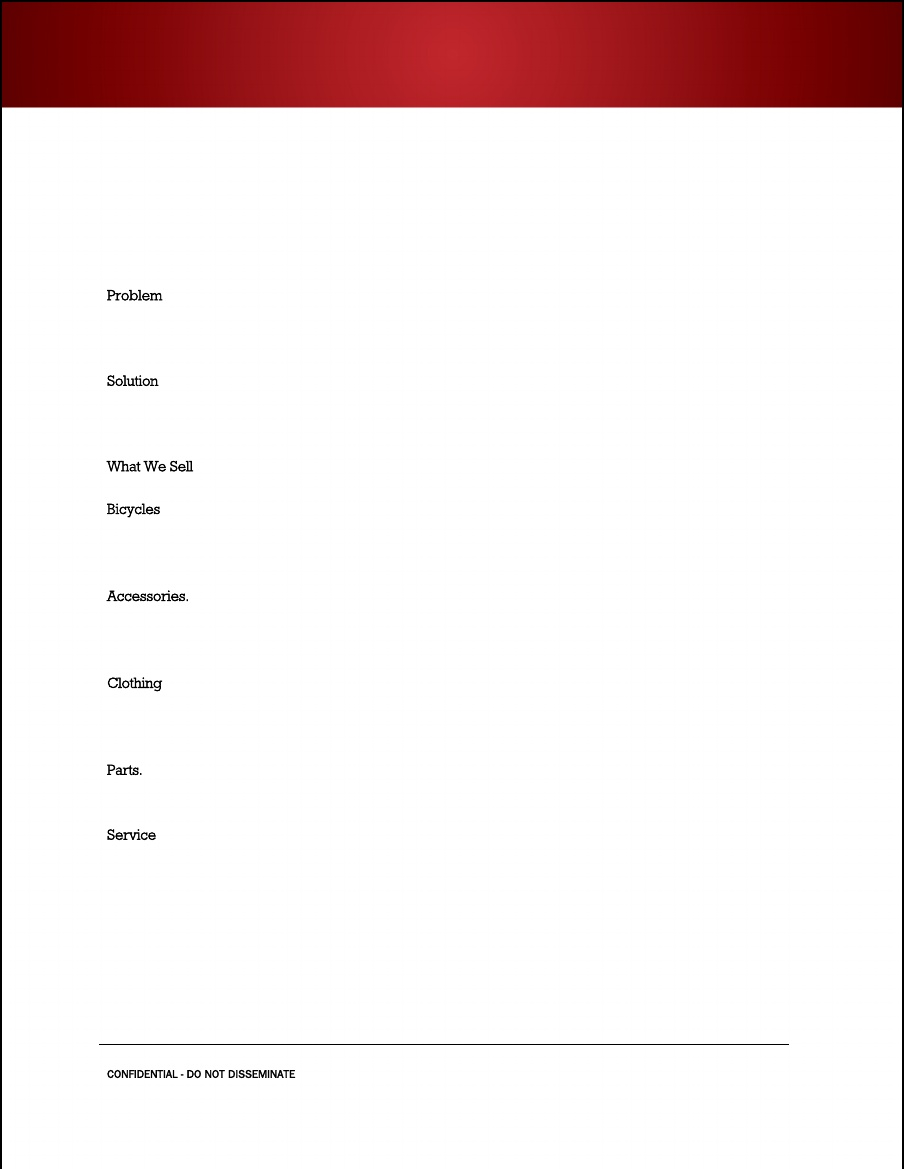 Problem
Solution
What We Sell
Bicycles
Accessories.
Clothing
Parts.
Service
CONFIDENTIAL - DO NOT DISSEMINATE